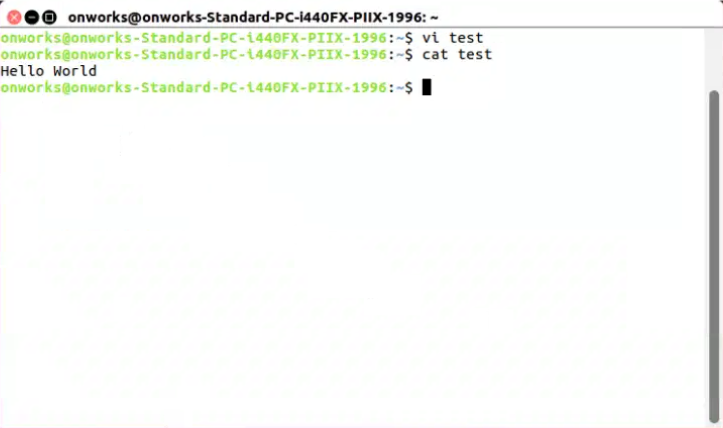 onworks@onworks-Standard-PC-i440FX-PIIX-1996: ~
onworks@onworks-Standard-PC-i440FX-PIIX-1996:~$ vi test
onworks@onworks-Standard-PC-i440FX-PIIX-1996:~$ cat test
Hello World
onworks@onworks-Standard-PC-i440FX-PIIX-1996:~$